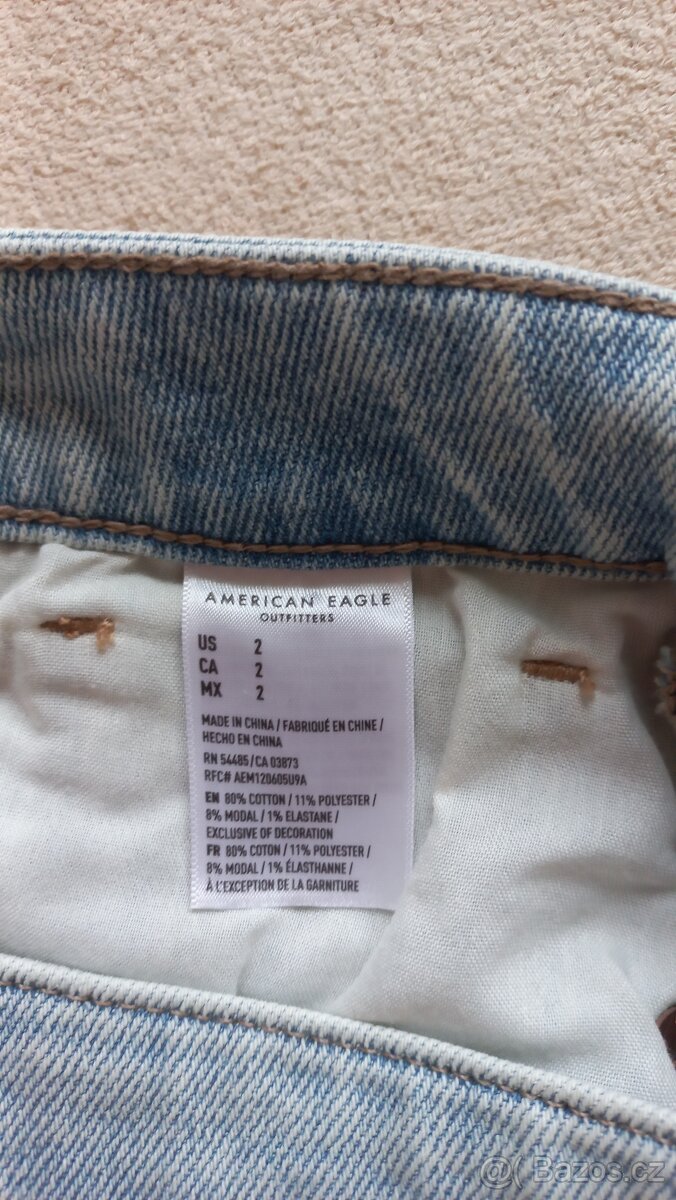 AMERICAN EAGLE
OUTFITTERS
US 2
CA 2
MX 2
MADE IN CHINA / FABRIQUÉ EN CHINE /
HECHO EN CHINA
RN 54485 / CA 03873
RFC# AEM120605U9A
EN 80% COTTON / 11% POLYESTER /
8% MODAL / 1% ELASTANE /
EXCLUSIVE OF DECORATION
FR 80% COTON / 11% POLYESTER /
8% MODAL / 1% ÉLASTHANNE /
À L'EXCEPTION DE LA GARNITURE
Bazos.cz